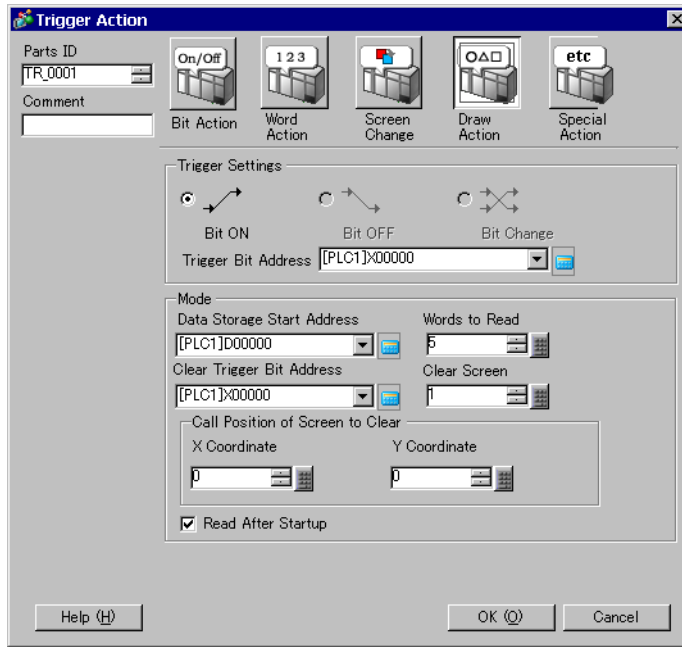 Trigger Action
Parts ID
TR_0001
Comment
On/Off
1 2 3
etc
Bit Action
Word Action
Screen Change
Draw Action
Special Action
Trigger Settings
Bit ON
Bit OFF
Bit Change
Trigger Bit Address [PLC1]X00000
Mode
Data Storage Start Address
Words to Read
[PLC1]D00000
5
Clear Trigger Bit Address
Clear Screen
[PLC1]X00000
1
Call Position of Screen to Clear
X Coordinate
Y Coordinate
0
0
Read After Startup
Help (H)
OK (O)
Cancel